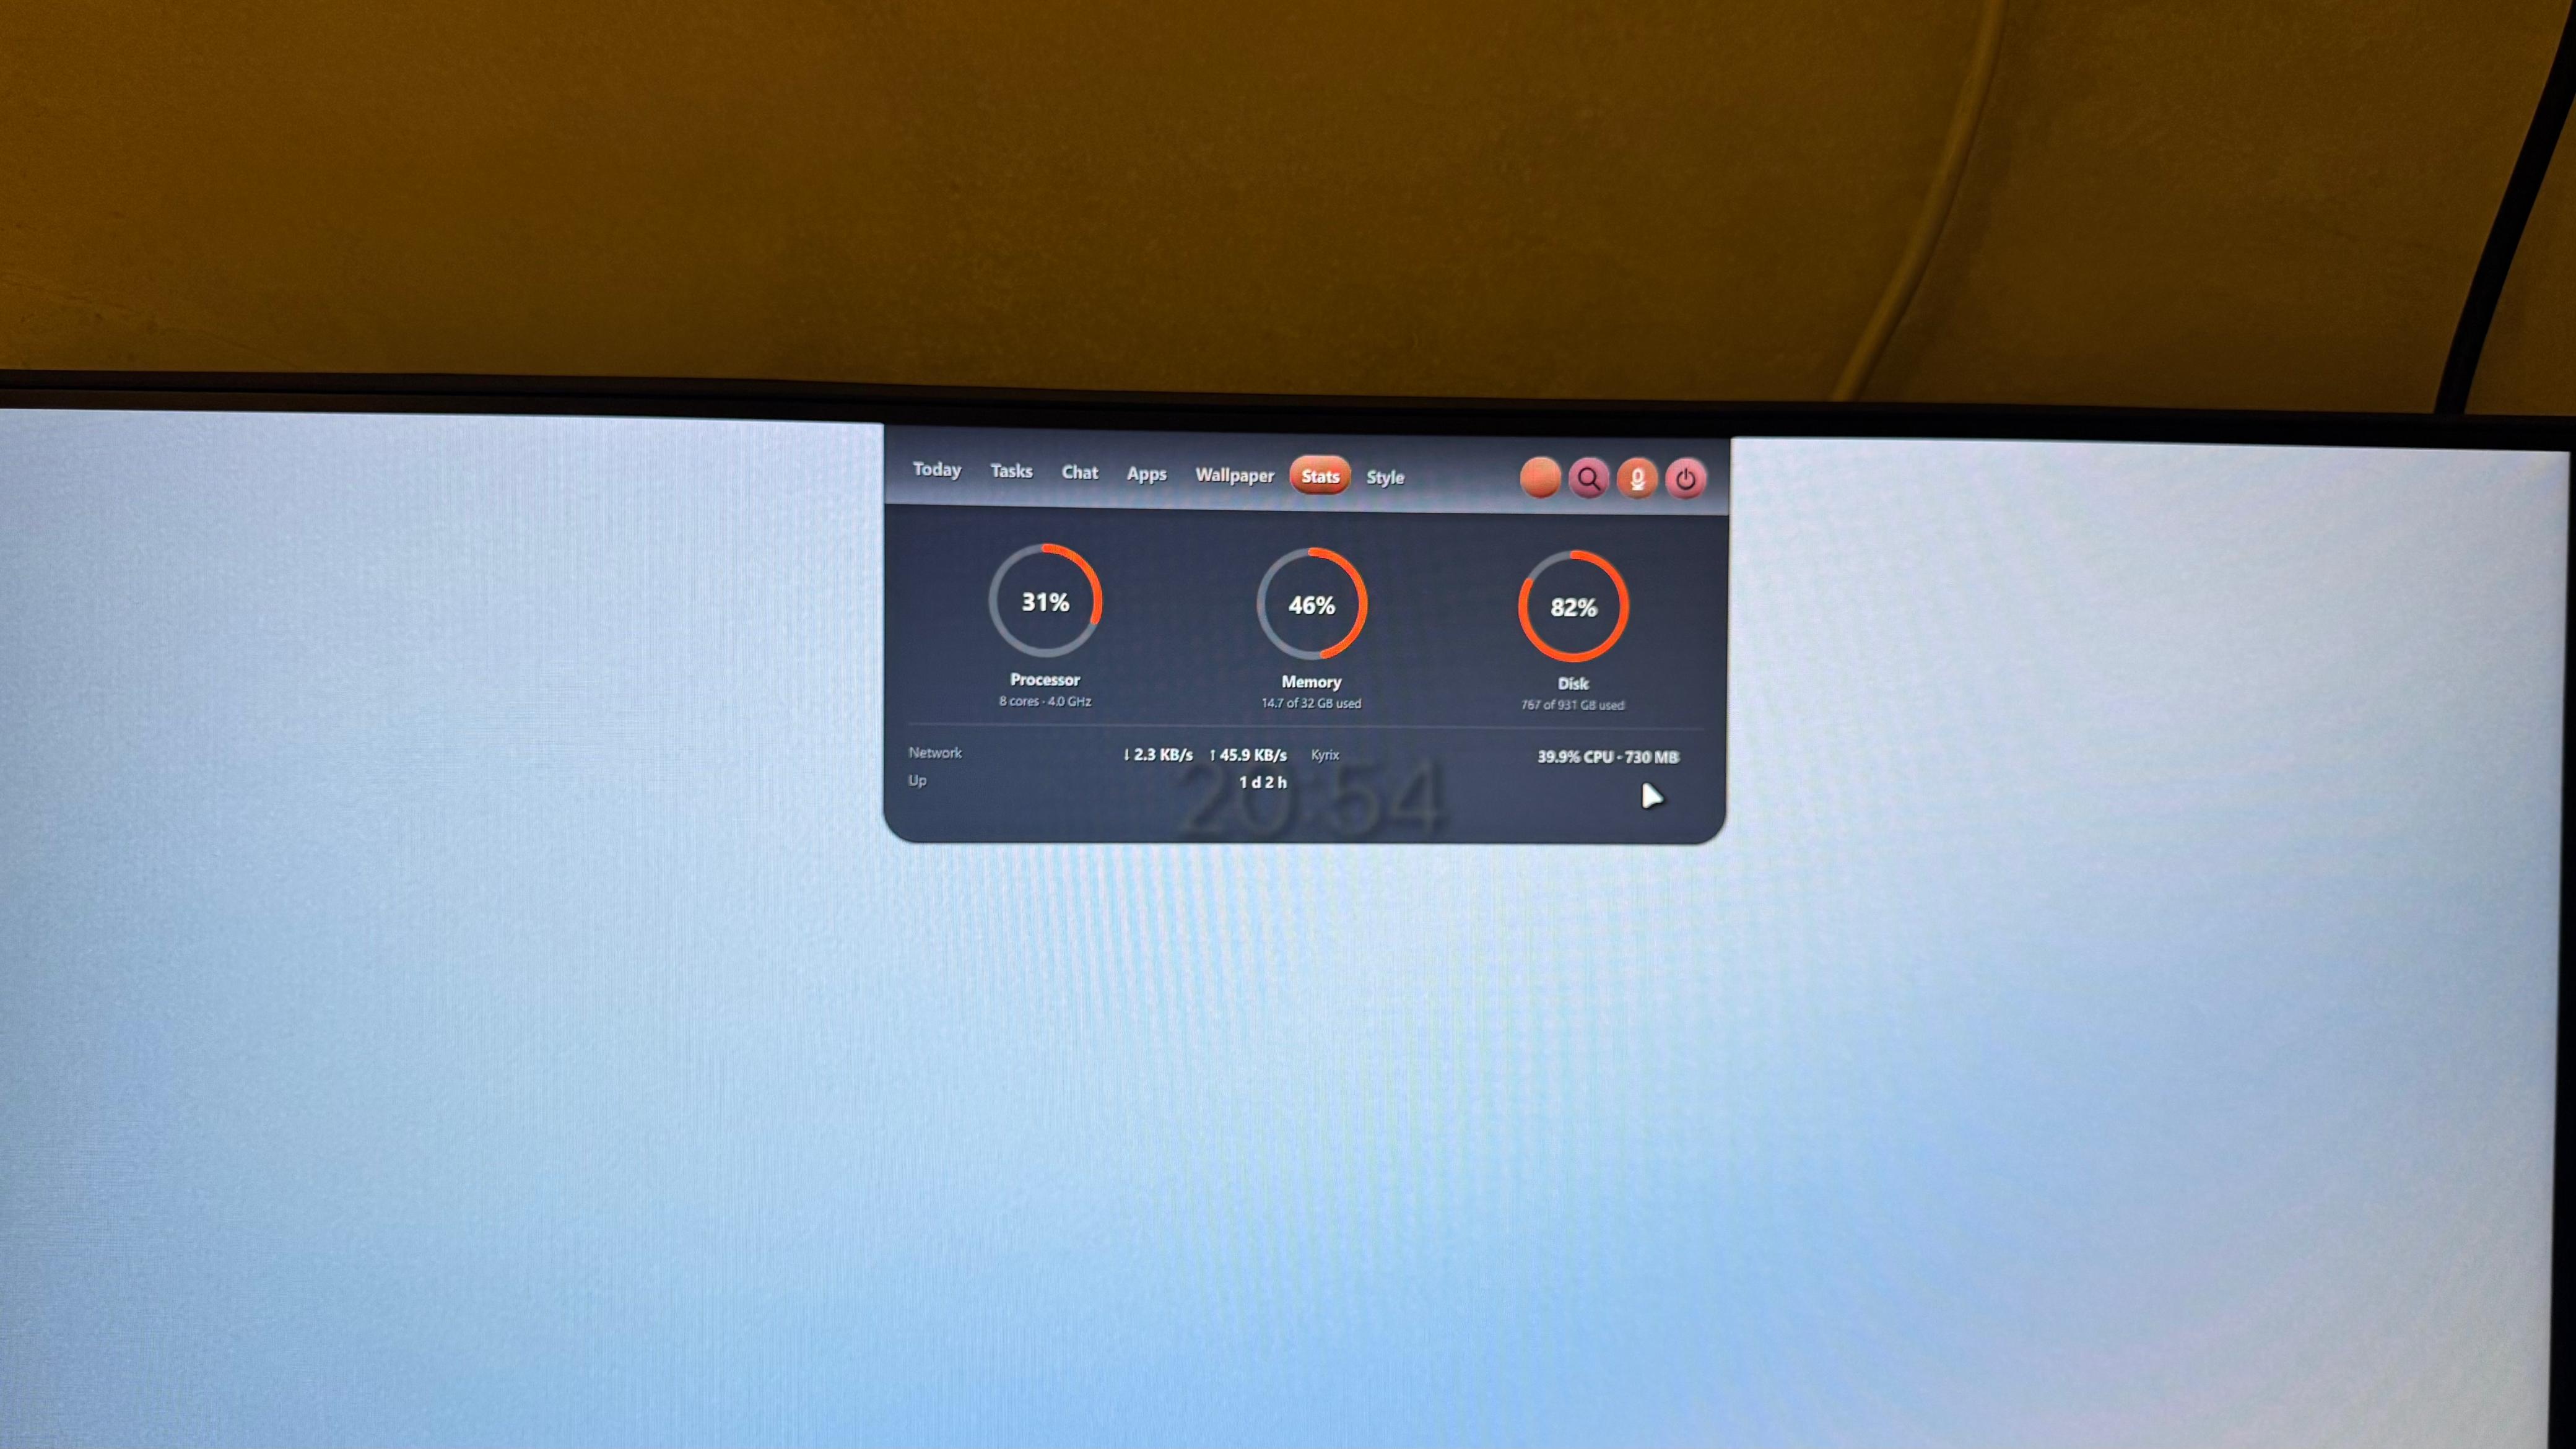 Today Tasks Chat Apps Wallpaper Stats Style
31% 46% 82%
Processor Memory Disk
8 cores - 4.0 GHz 14.7 of 32 GB used 767 of 931 GB used
Network ↓ 2.3 KB/s ↑ 45.9 KB/s Kyrix 39.9% CPU - 730 MB
Up 1 d 2 h
20:54